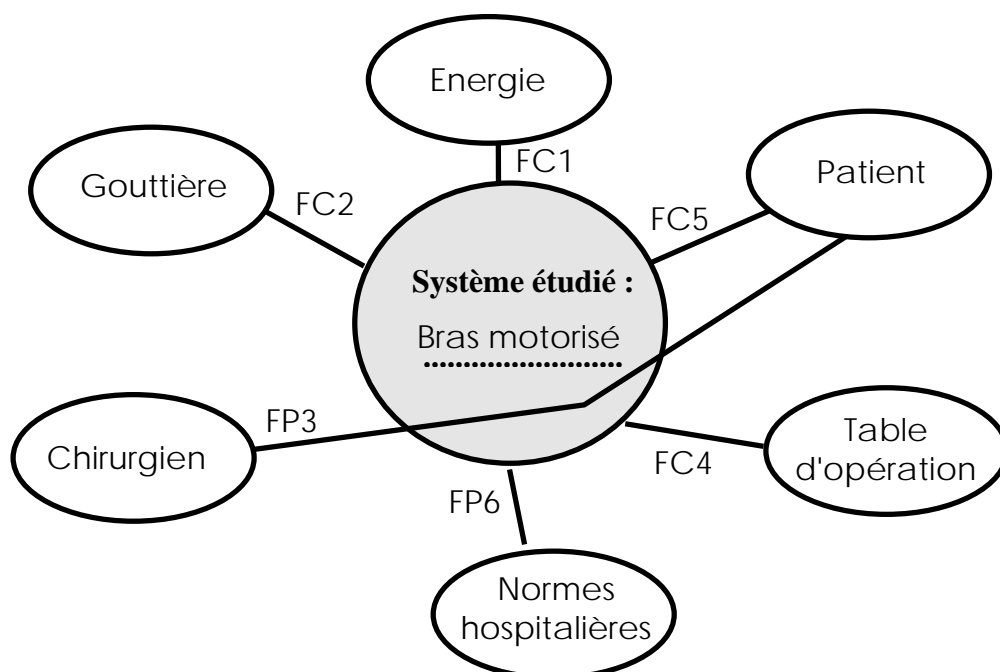 Energie
FC1
Gouttière
FC2
Patient
FC5
Système étudié :
Bras motorisé
FP3
Chirurgien
FC4
Table
d'opération
FP6
Normes
hospitalières